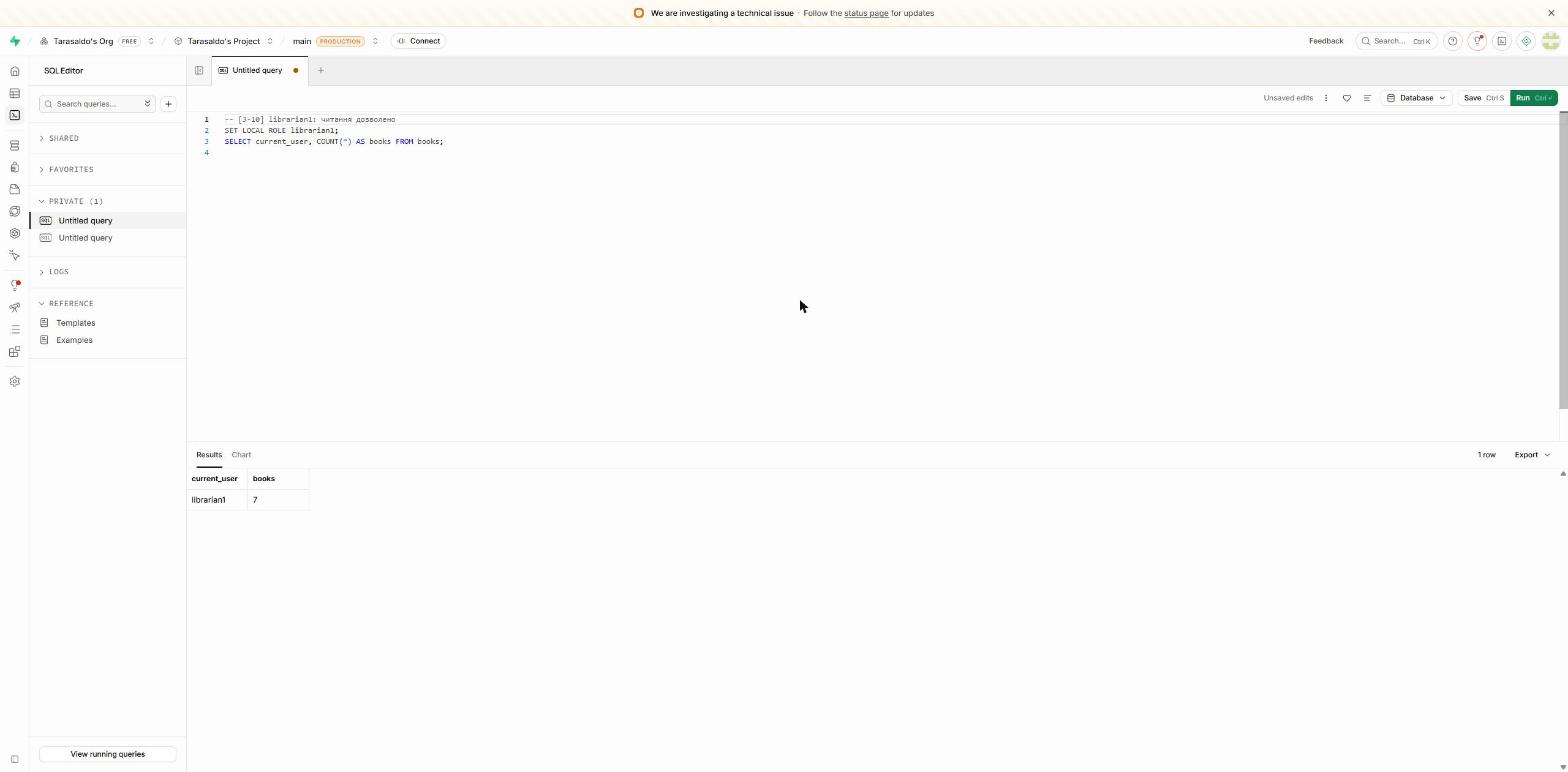 We are investigating a technical issue · Follow the status page for updates
Tarasaldo's Org FREE / Tarasaldo's Project / main PRODUCTION Connect
Feedback Search... Ctrl K
SQLEditor
Untitled query
Search queries...
Unsaved edits Database Save Ctrl S Run Ctrl ↵
SHARED
FAVORITES
PRIVATE (1)
Untitled query
Untitled query
LOGS
REFERENCE
Templates
Examples
View running queries
1 -- [3-10] librarian1: читання дозволено
2 SET LOCAL ROLE librarian1;
3 SELECT current_user, COUNT(*) AS books FROM books;
4
Results Chart 1 row Export
current_user books
librarian1 7